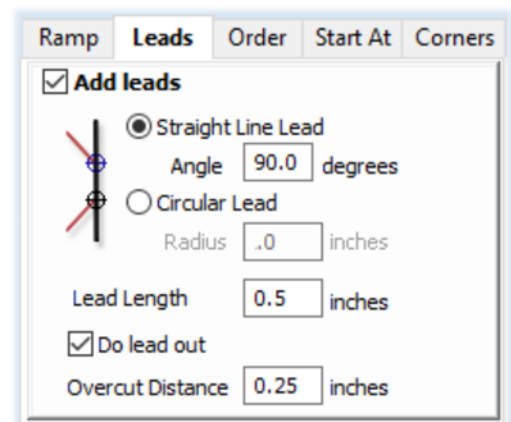 Ramp Leads Order Start At Corners
Add leads
Straight Line Lead
Angle 90.0 degrees
Circular Lead
Radius .0 inches
Lead Length 0.5 inches
Do lead out
Overcut Distance 0.25 inches